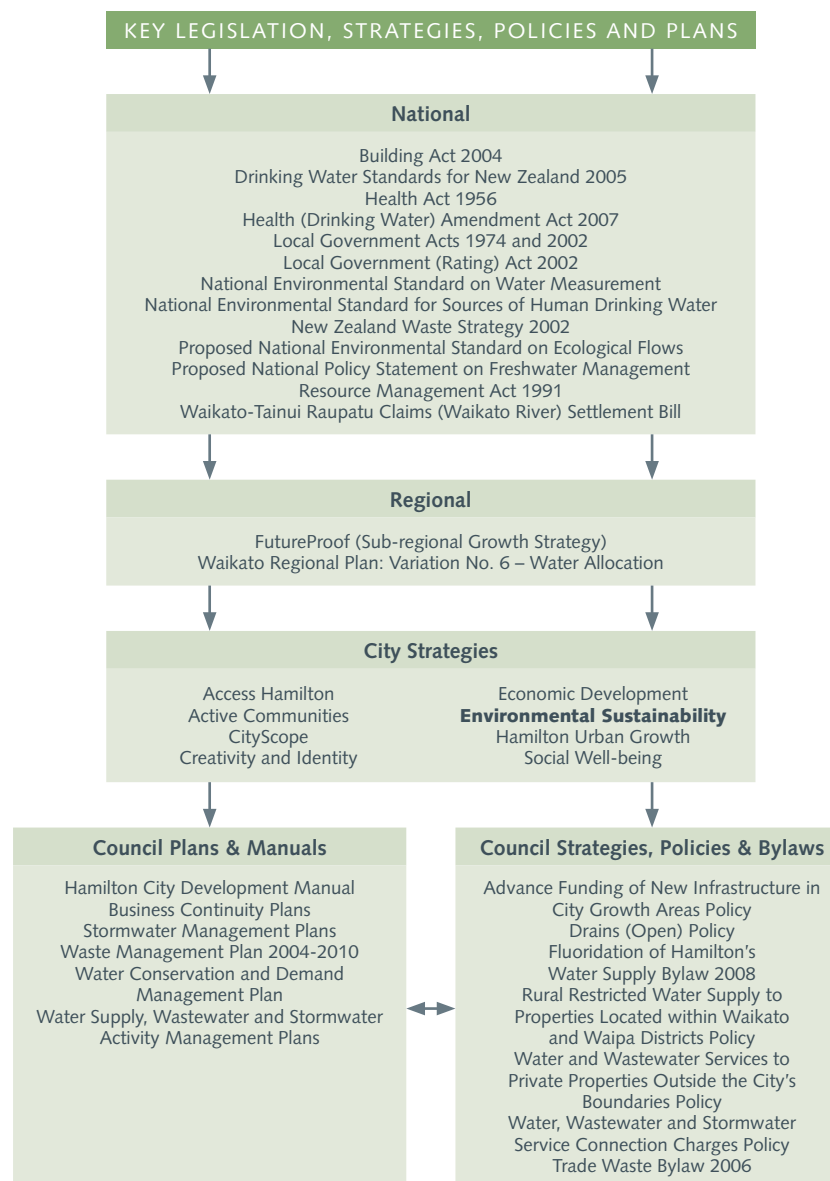 KEY LEGISLATION, STRATEGIES, POLICIES AND PLANS
National
Building Act 2004
Drinking Water Standards for New Zealand 2005
Health Act 1956
Health (Drinking Water) Amendment Act 2007
Local Government Acts 1974 and 2002
Local Government (Rating) Act 2002
National Environmental Standard on Water Measurement
National Environmental Standard for Sources of Human Drinking Water
New Zealand Waste Strategy 2002
Proposed National Environmental Standard on Ecological Flows
Proposed National Policy Statement on Freshwater Management
Resource Management Act 1991
Waikato-Tainui Raupatu Claims (Waikato River) Settlement Bill
Regional
FutureProof (Sub-regional Growth Strategy)
Waikato Regional Plan: Variation No. 6 – Water Allocation
City Strategies
Access Hamilton
Active Communities
CityScope
Creativity and Identity
Economic Development
Environmental Sustainability
Hamilton Urban Growth
Social Well-being
Council Plans & Manuals
Hamilton City Development Manual
Business Continuity Plans
Stormwater Management Plans
Waste Management Plan 2004-2010
Water Conservation and Demand
Management Plan
Water Supply, Wastewater and Stormwater
Activity Management Plans
Council Strategies, Policies & Bylaws
Advance Funding of New Infrastructure in
City Growth Areas Policy
Drains (Open) Policy
Fluoridation of Hamilton's
Water Supply Bylaw 2008
Rural Restricted Water Supply to
Properties Located within Waikato
and Waipa Districts Policy
Water and Wastewater Services to
Private Properties Outside the City's
Boundaries Policy
Water, Wastewater and Stormwater
Service Connection Charges Policy
Trade Waste Bylaw 2006